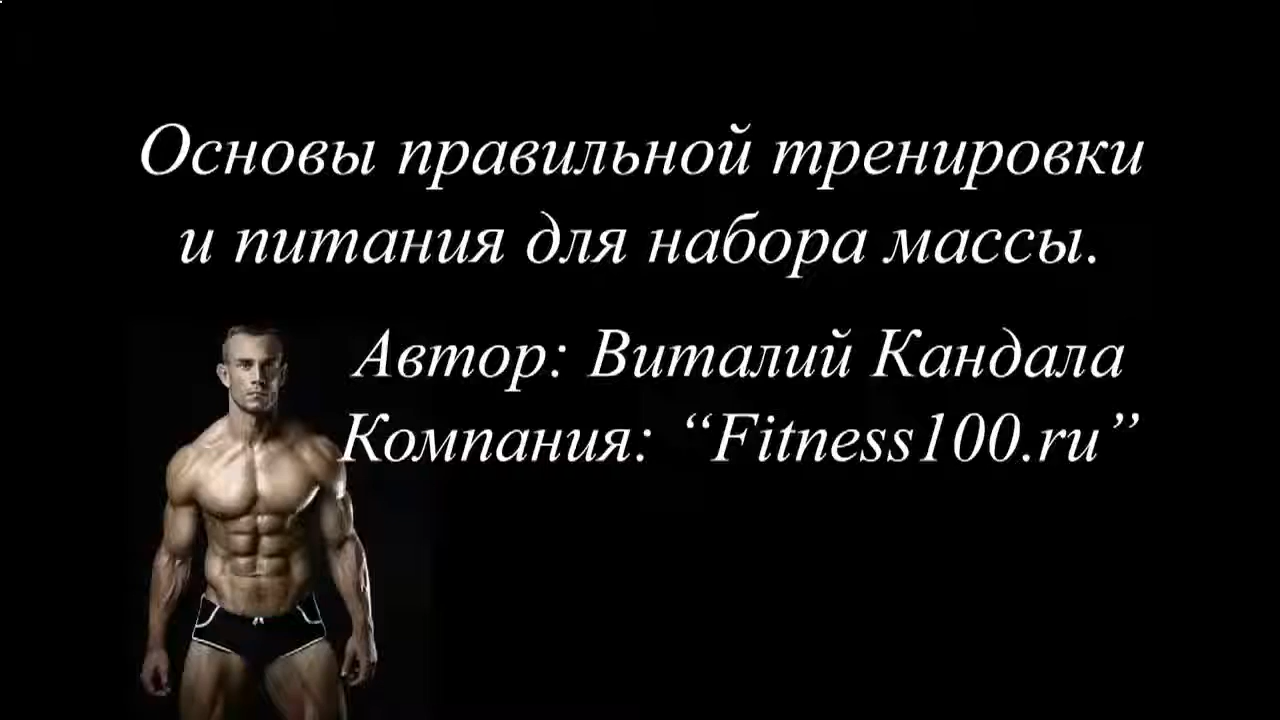 Основы правильной тренировки
и питания для набора массы.
Автор: Виталий Кандала
Компания: “Fitness100.ru”